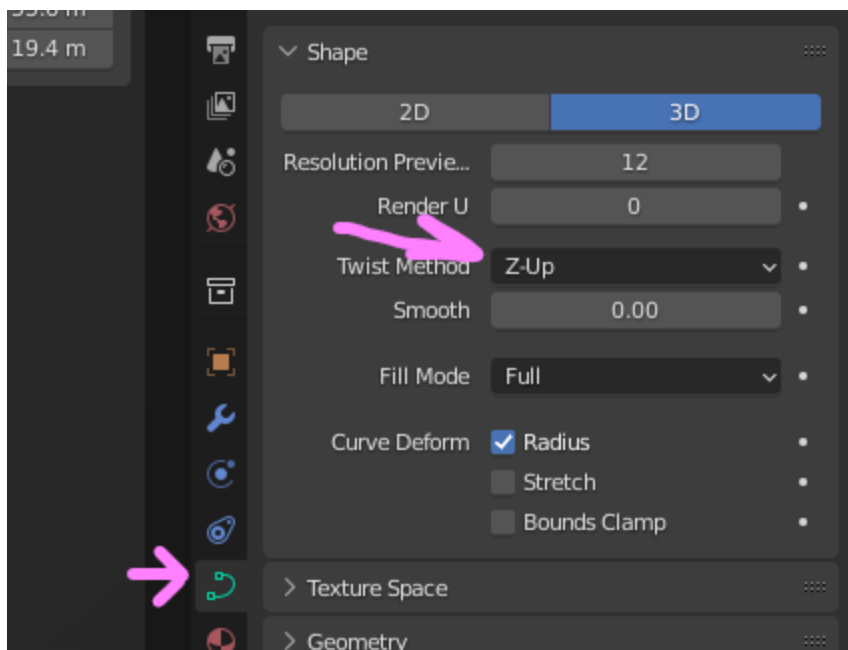 19.4 m
Shape
2D 3D
Resolution Previe... 12
Render U 0
Twist Method Z-Up
Smooth 0.00
Fill Mode Full
Curve Deform Radius
Stretch
Bounds Clamp
Texture Space
Geometry